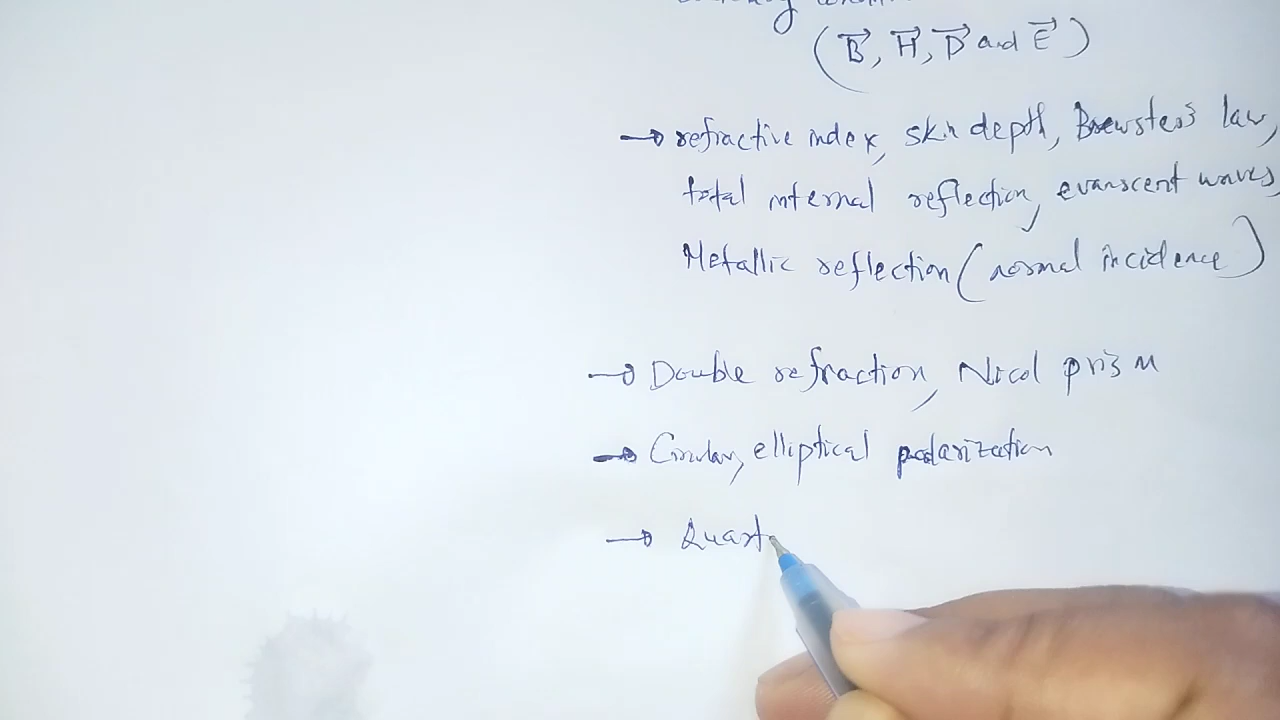 (B⃗, H⃗, D⃗ and E⃗)
→ refractive index, skin depth, Brewster's law,
total internal reflection, evanscent waves,
Metallic reflection (normal incidence)
→ Double refraction, Nicol prism
→ Circular, elliptical polarization
→ Quart